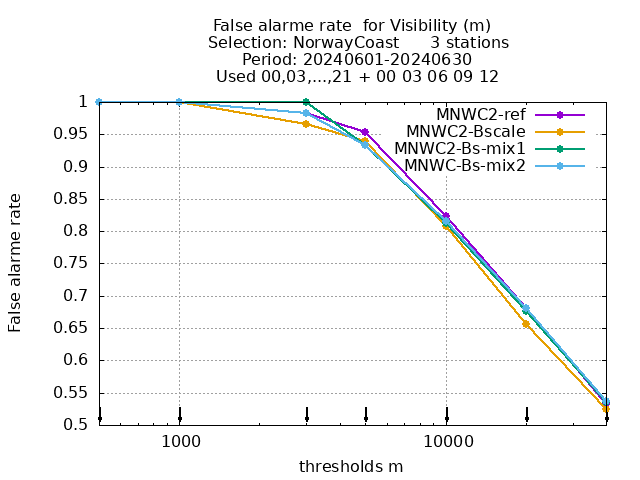 False alarme rate  for Visibility (m)
Selection: NorwayCoast      3 stations
Period: 20240601-20240630
Used 00,03,...,21 + 00 03 06 09 12
MNWC2-ref
MNWC2-Bscale
MNWC2-Bs-mix1
MNWC-Bs-mix2
False alarme rate
1
0.95
0.9
0.85
0.8
0.75
0.7
0.65
0.6
0.55
0.5
1000
10000
thresholds m